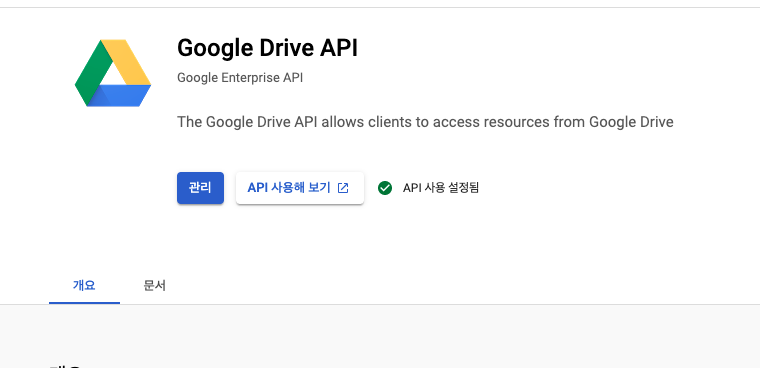 Google Drive API
Google Enterprise API
The Google Drive API allows clients to access resources from Google Drive
관리
API 사용해 보기
API 사용 설정됨
개요
문서